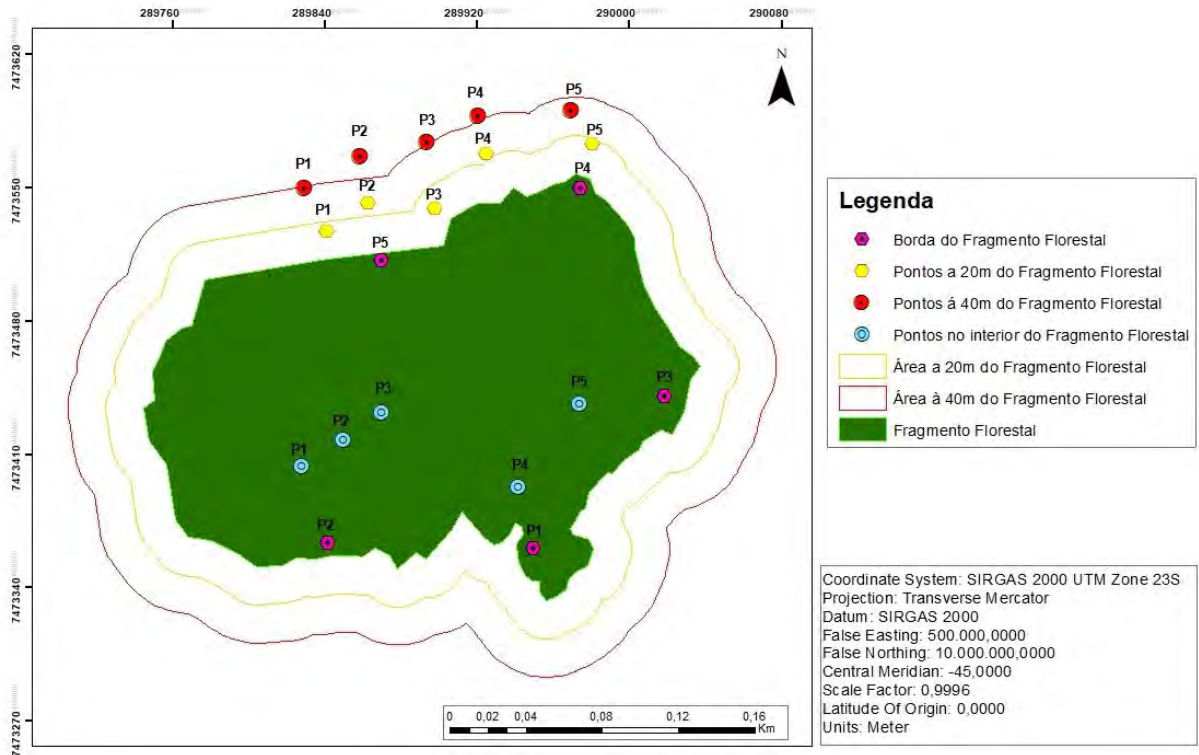 289760 289840 289920 290000 290080
7473620
N
P4
P5
P3
P2
P4
P5
P1
P4
7473550
P2
P3
P1
P5
7473480
P3
P5
P3
P2
7473410
P1
P4
P2
P1
7473340
7473270
0 0,02 0,04 0,08 0,12 0,16
Km
Legenda
Borda do Fragmento Florestal
Pontos a 20m do Fragmento Florestal
Pontos á 40m do Fragmento Florestal
Pontos no interior do Fragmento Florestal
Área a 20m do Fragmento Florestal
Área à 40m do Fragmento Florestal
Fragmento Florestal
Coordinate System: SIRGAS 2000 UTM Zone 23S
Projection: Transverse Mercator
Datum: SIRGAS 2000
False Easting: 500.000,0000
False Northing: 10.000.000,0000
Central Meridian: -45,0000
Scale Factor: 0,9996
Latitude Of Origin: 0,0000
Units: Meter